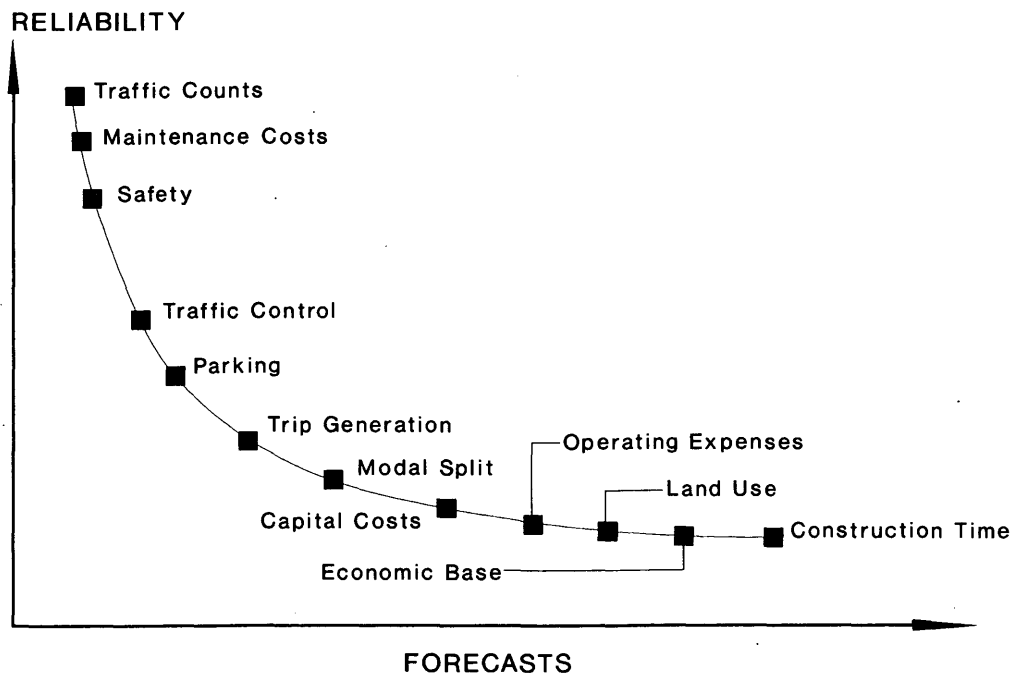 RELIABILITY
Traffic Counts
Maintenance Costs
Safety
Traffic Control
Parking
Trip Generation
Operating Expenses
Modal Split
Land Use
Capital Costs
Construction Time
Economic Base
FORECASTS